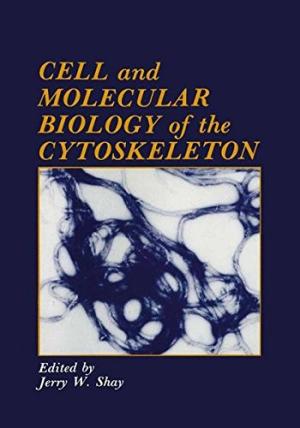 CELL and
MOLECULAR
BIOLOGY of the
CYTOSKELETON
Edited by
Jerry W. Shay